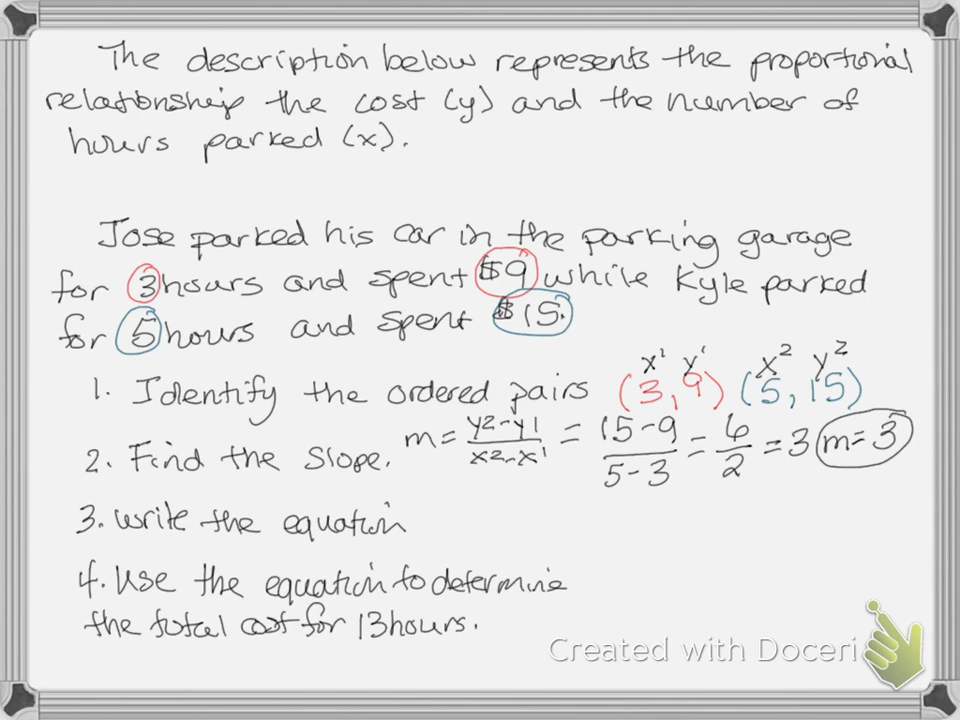 The description below represents the proportional
relationship the cost (y) and the number of
hours parked (x).
Jose parked his car in the parking garage
for 3 hours and spent $9 while Kyle parked
for 5 hours and spent $15.
1. Identify the ordered pairs (3,9) (5,15)
x¹ y¹ x² y²
2. Find the slope. m = y2-y1 / x2-x1 = 15-9 / 5-3 = 6/2 = 3 m=3
3. Write the equation
4. Use the equation to determine
the total cost for 13 hours.
Created with Doceri